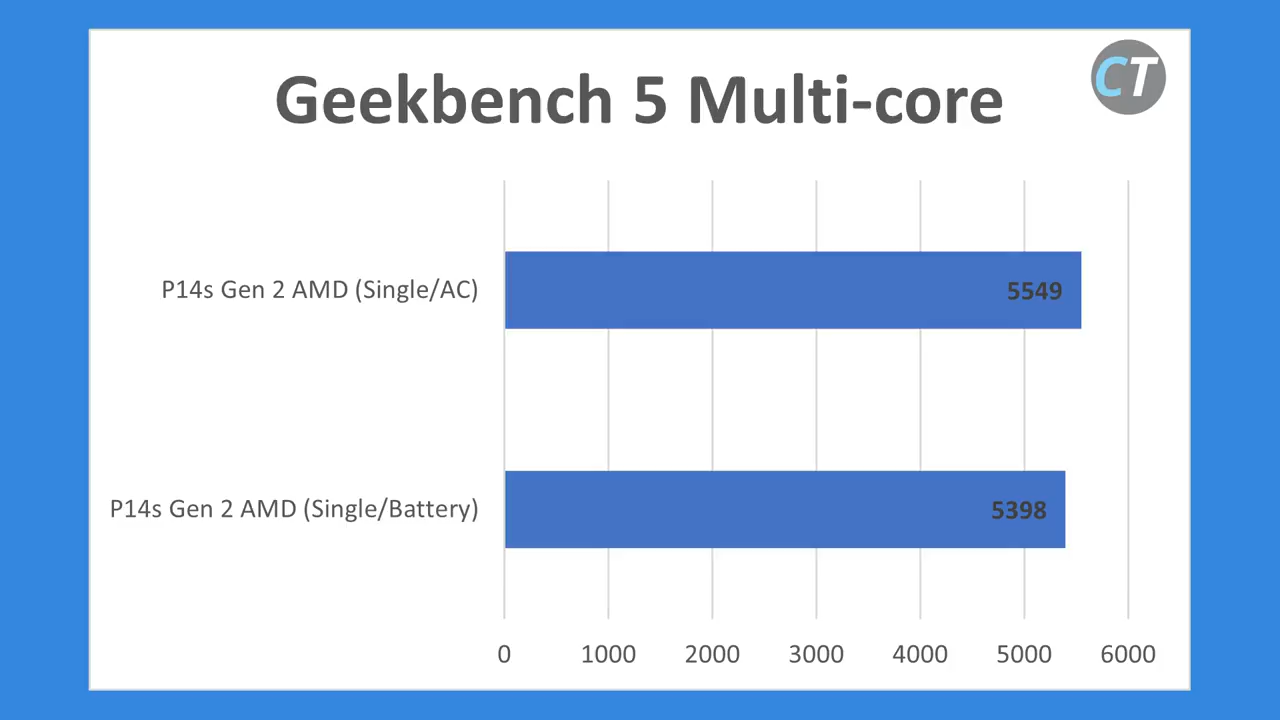 Geekbench 5 Multi-core
CT
P14s Gen 2 AMD (Single/AC)
5549
P14s Gen 2 AMD (Single/Battery)
5398
0 1000 2000 3000 4000 5000 6000